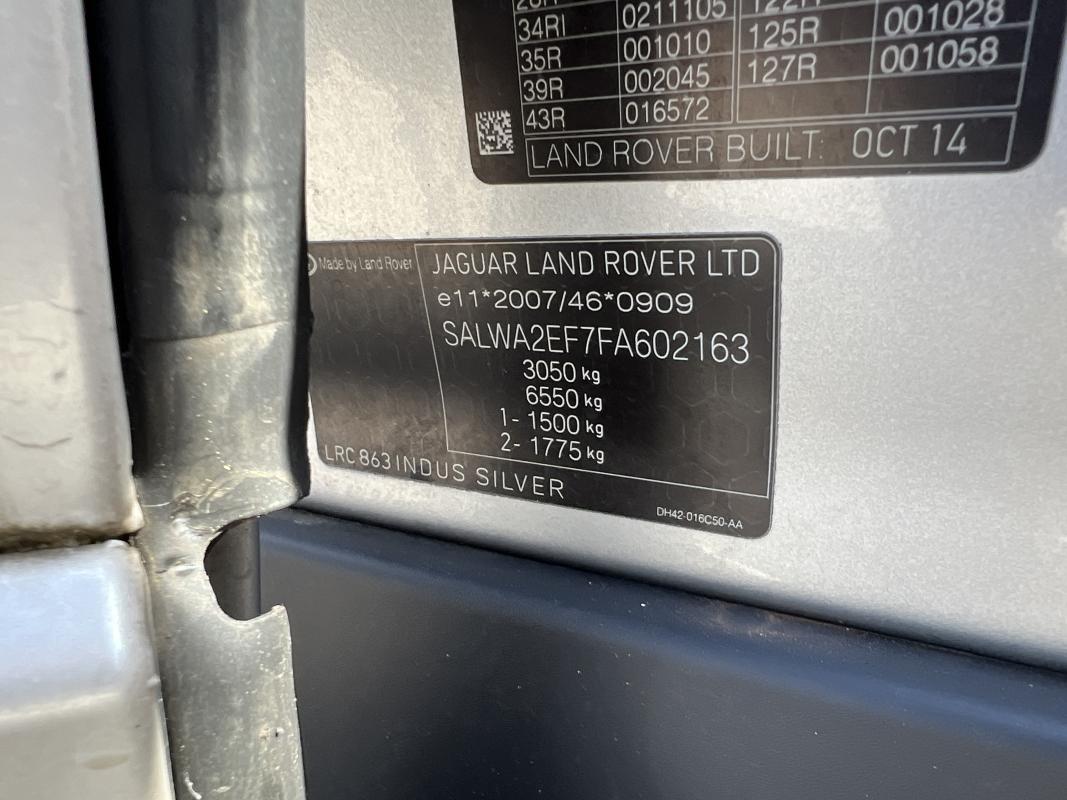 34RI 0211105
35R 001010 125R 001028
39R 002045 127R 001058
43R 016572
LAND ROVER BUILT: OCT 14
Made by Land Rover
JAGUAR LAND ROVER LTD
e11*2007/46*0909
SALWA2EF7FA602163
3050 kg
6550 kg
1- 1500 kg
2- 1775 kg
LRC 863 INDUS SILVER
DH42-016C50-AA